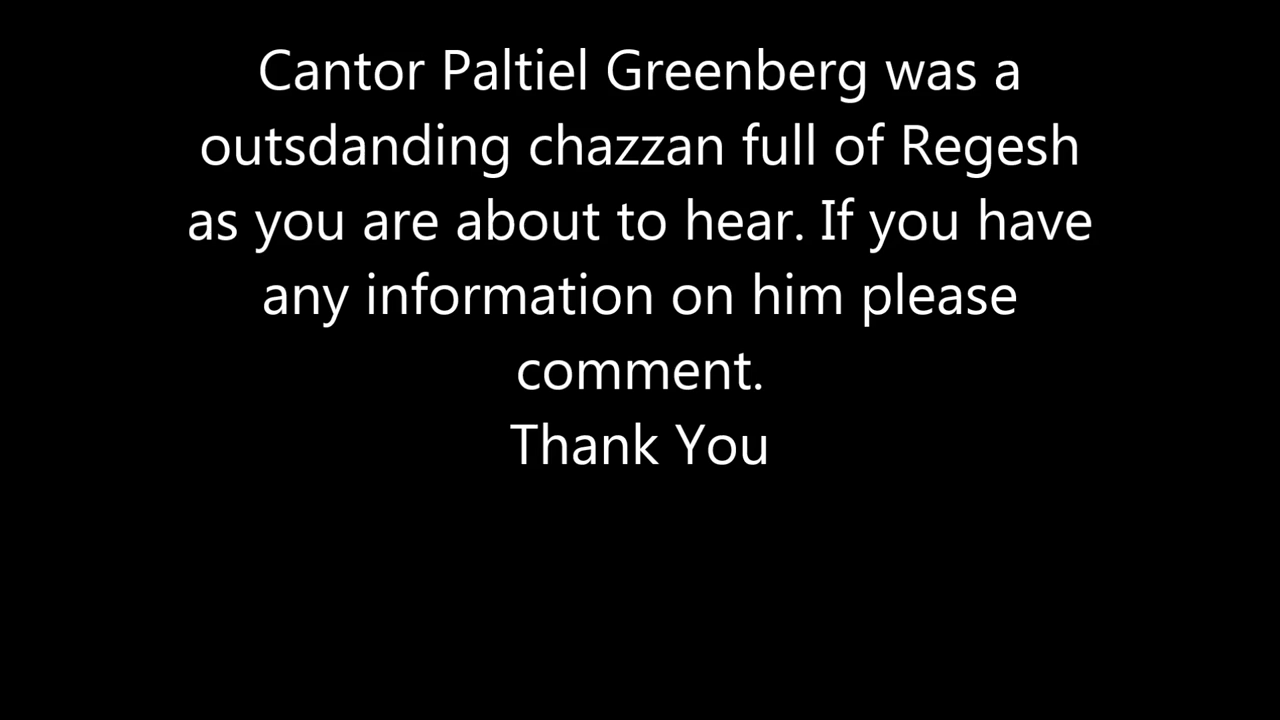 Cantor Paltiel Greenberg was a
outsdanding chazzan full of Regesh
as you are about to hear. If you have
any information on him please
comment.
Thank You